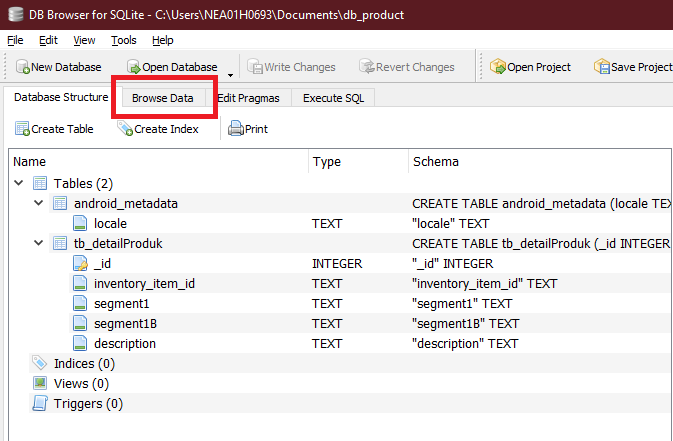 DB Browser for SQLite - C:\Users\NEA01H0693\Documents\db_product
File Edit View Tools Help
New Database Open Database Write Changes Revert Changes Open Project Save Project
Database Structure Browse Data Edit Pragmas Execute SQL
Create Table Create Index Print
Name Type Schema
Tables (2)
android_metadata CREATE TABLE android_metadata (locale TEX
locale TEXT "locale" TEXT
tb_detailProduk CREATE TABLE tb_detailProduk (_id INTEGER
_id INTEGER "_id" INTEGER
inventory_item_id TEXT "inventory_item_id" TEXT
segment1 TEXT "segment1" TEXT
segment1B TEXT "segment1B" TEXT
description TEXT "description" TEXT
Indices (0)
Views (0)
Triggers (0)